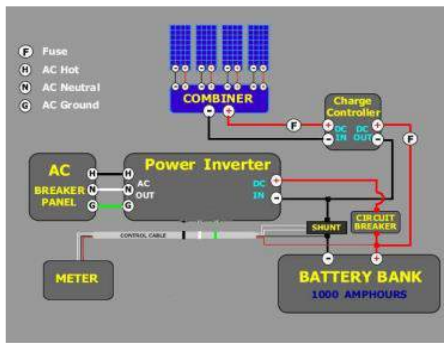 F Fuse
H AC Hot
N AC Neutral
G AC Ground
COMBINER
- +
Charge
Controller
+ DC DC +
- IN OUT -
F
F
AC
BREAKER
PANEL
H
N
G
Power Inverter
H AC
N OUT
G
DC +
IN -
CONTROL CABLE
SHUNT
CIRCUIT
BREAKER
METER
- +
BATTERY BANK
1000 AMPHOURS